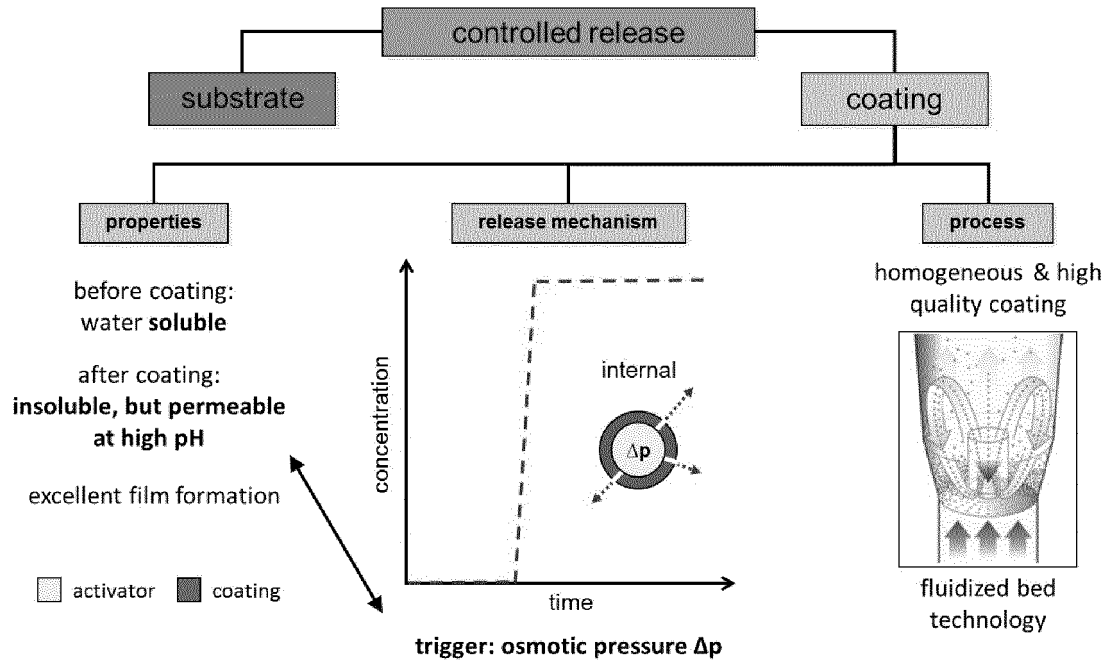 controlled release
substrate
coating
properties
release mechanism
process
before coating:
water soluble
after coating:
insoluble, but permeable
at high pH
excellent film formation
activator
coating
concentration
internal
Δp
time
trigger: osmotic pressure Δp
homogeneous & high
quality coating
fluidized bed
technology